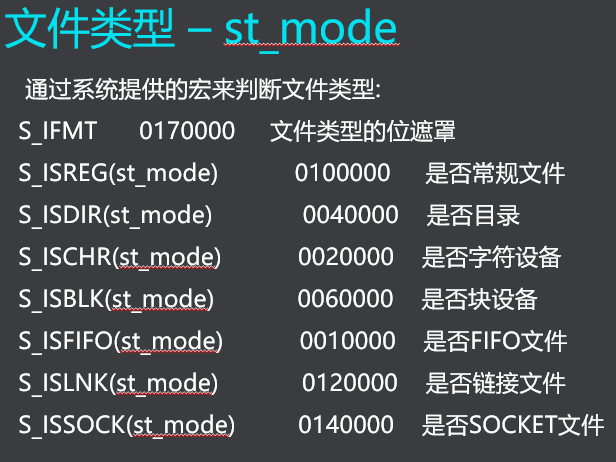 文件类型 – st_mode
通过系统提供的宏来判断文件类型:
S_IFMT 0170000 文件类型的位遮罩
S_ISREG(st_mode) 0100000 是否常规文件
S_ISDIR(st_mode) 0040000 是否目录
S_ISCHR(st_mode) 0020000 是否字符设备
S_ISBLK(st_mode) 0060000 是否块设备
S_ISFIFO(st_mode) 0010000 是否FIFO文件
S_ISLNK(st_mode) 0120000 是否链接文件
S_ISSOCK(st_mode) 0140000 是否SOCKET文件